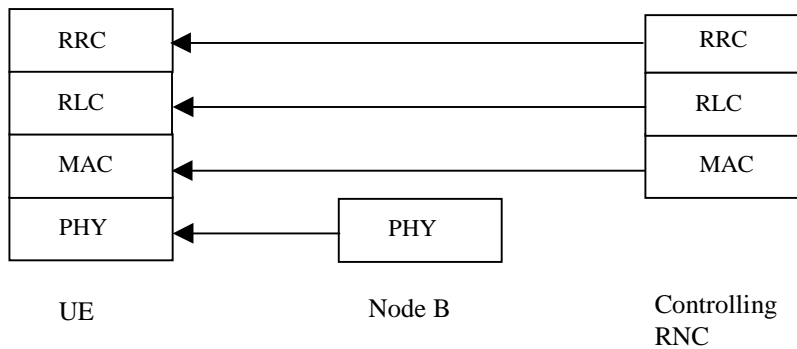 RRC RRC
RLC RLC
MAC MAC
PHY PHY
UE Node B Controlling
RNC